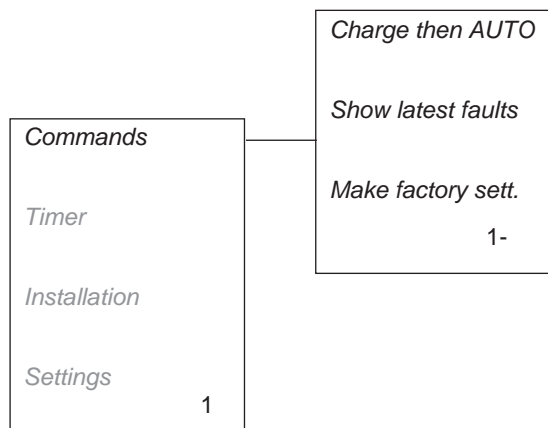 Commands
Timer
Installation
Settings
1
Charge then AUTO
Show latest faults
Make factory sett.
1-